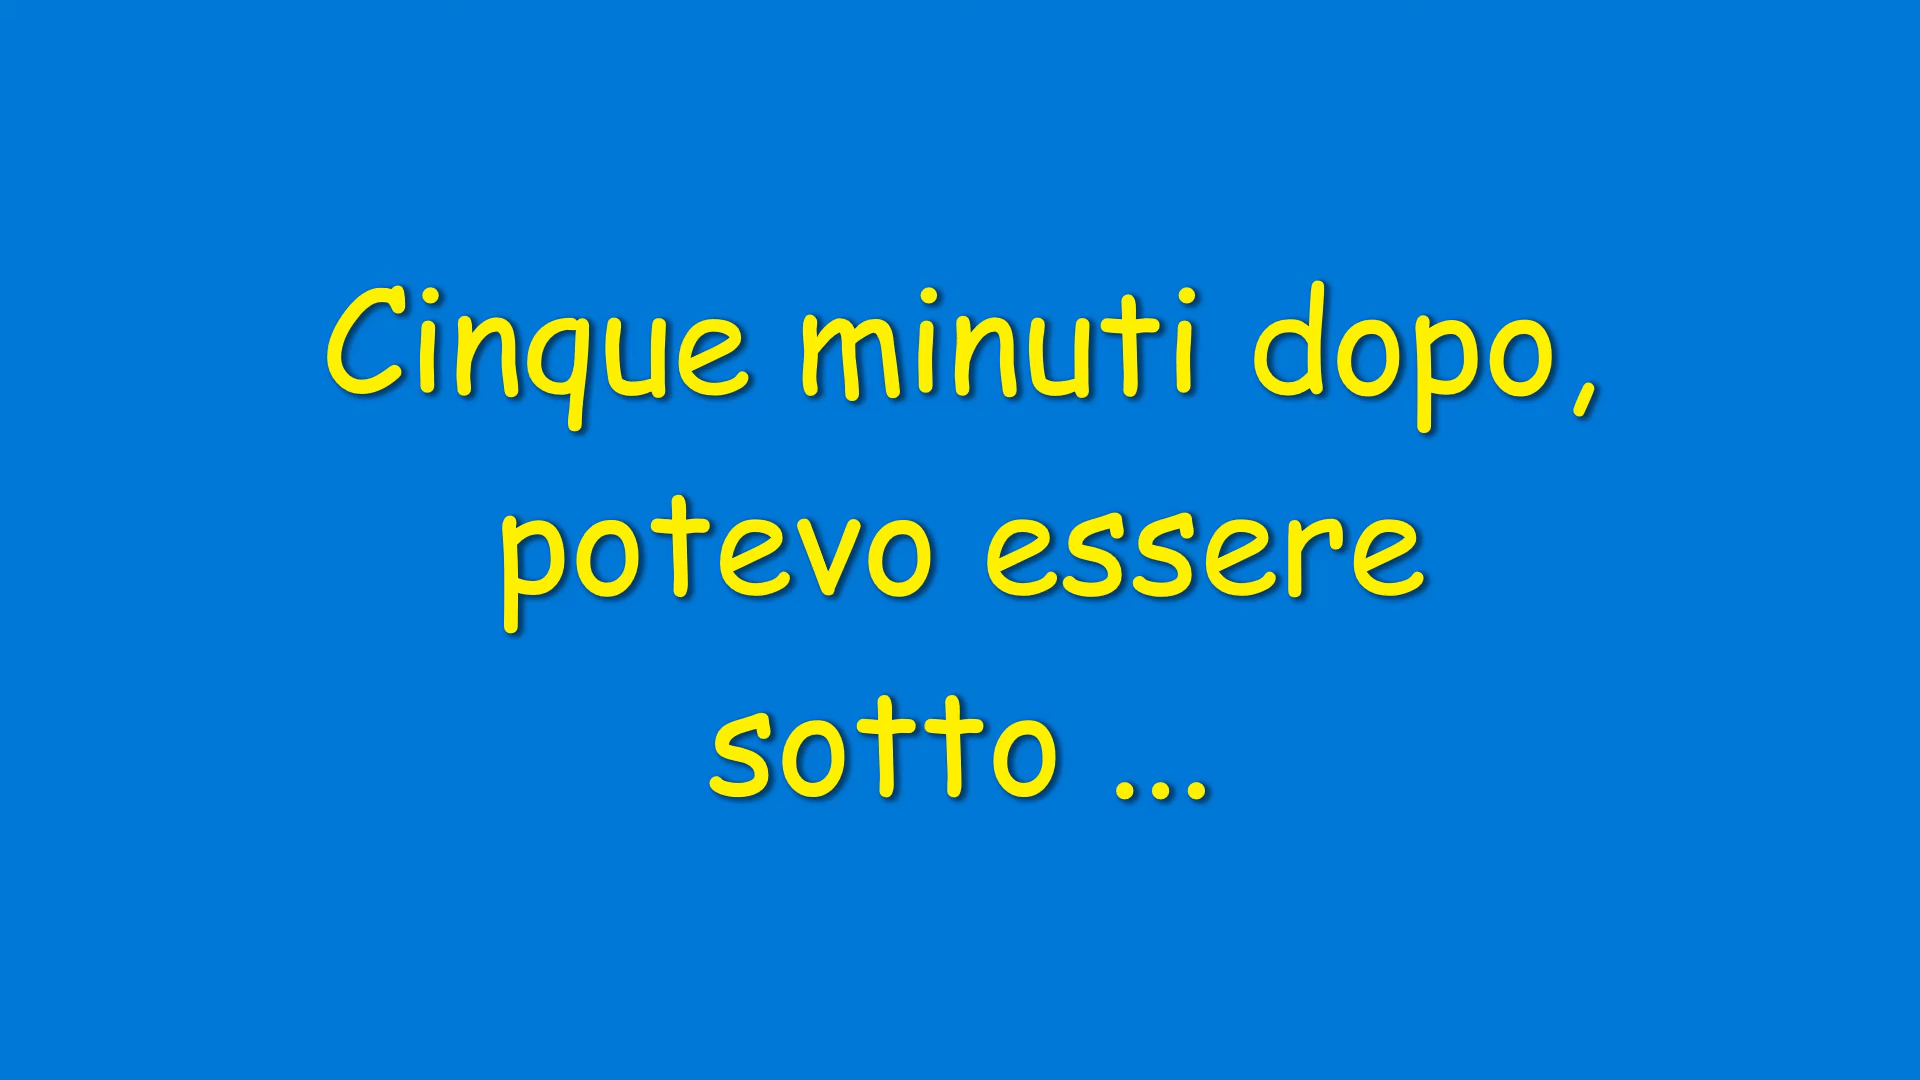 Cinque minuti dopo,
potevo essere
sotto ...